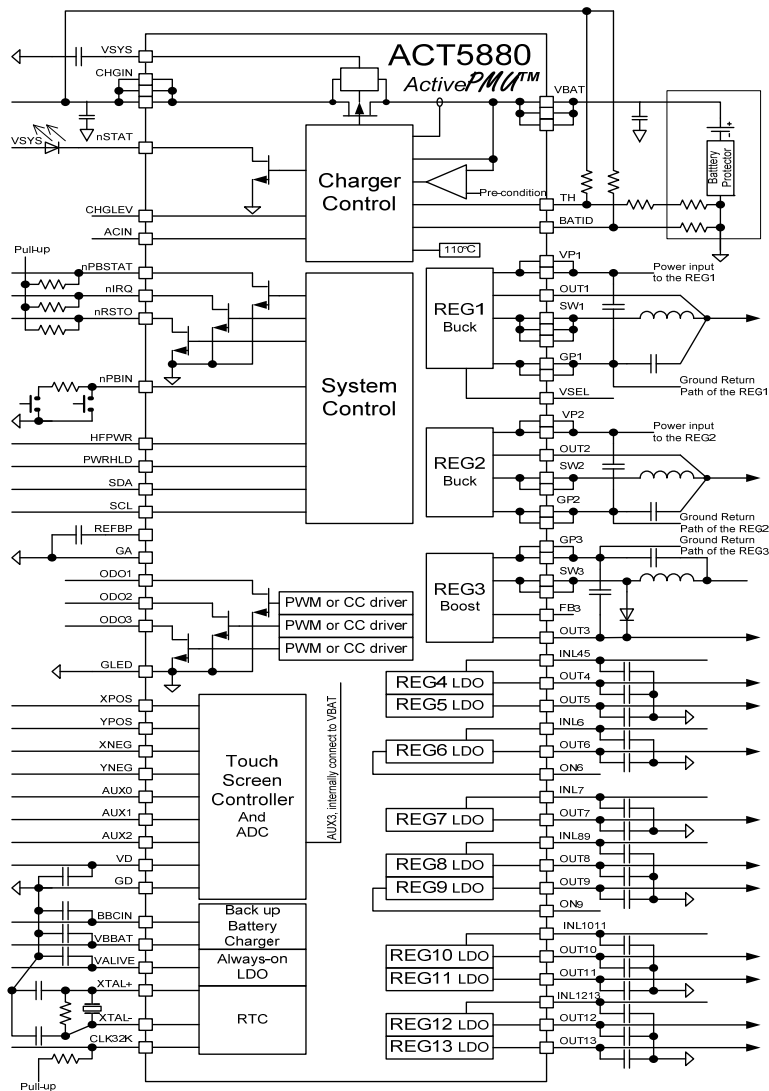 ACT5880
ActivePMU™
VSYS
CHGIN
VSYS
nSTAT
CHGLEV
ACIN
Pull-up
nPBSTAT
nIRQ
nRSTO
nPBIN
HFPWR
PWRHLD
SDA
SCL
REFBP
GA
ODO1
ODO2
ODO3
GLED
XPOS
YPOS
XNEG
YNEG
AUX0
AUX1
AUX2
VD
GD
BBCIN
VBBAT
VALIVE
XTAL+
XTAL-
CLK32K
Pull-up
Charger
Control
Pre-condition
110°C
System
Control
PWM or CC driver
PWM or CC driver
PWM or CC driver
Touch
Screen
Controller
And
ADC
AUX3, internally connect to VBAT
Back up
Battery
Charger
Always-on
LDO
RTC
VBAT
- +
Batttery
Protector
TH
BATID
REG1
Buck
VP1
Power input
to the REG1
OUT1
SW1
GP1
Ground Return
Path of the REG1
VSEL
REG2
Buck
VP2
Power input
to the REG2
OUT2
SW2
GP2
Ground Return
Path of the REG2
Ground Return
Path of the REG3
REG3
Boost
GP3
SW3
FB3
OUT3
INL45
REG4 LDO
OUT4
REG5 LDO
OUT5
INL6
REG6 LDO
OUT6
ON6
INL7
REG7 LDO
OUT7
INL89
REG8 LDO
OUT8
REG9 LDO
OUT9
ON9
INL1011
REG10 LDO
OUT10
REG11 LDO
OUT11
INL1213
REG12 LDO
OUT12
REG13 LDO
OUT13